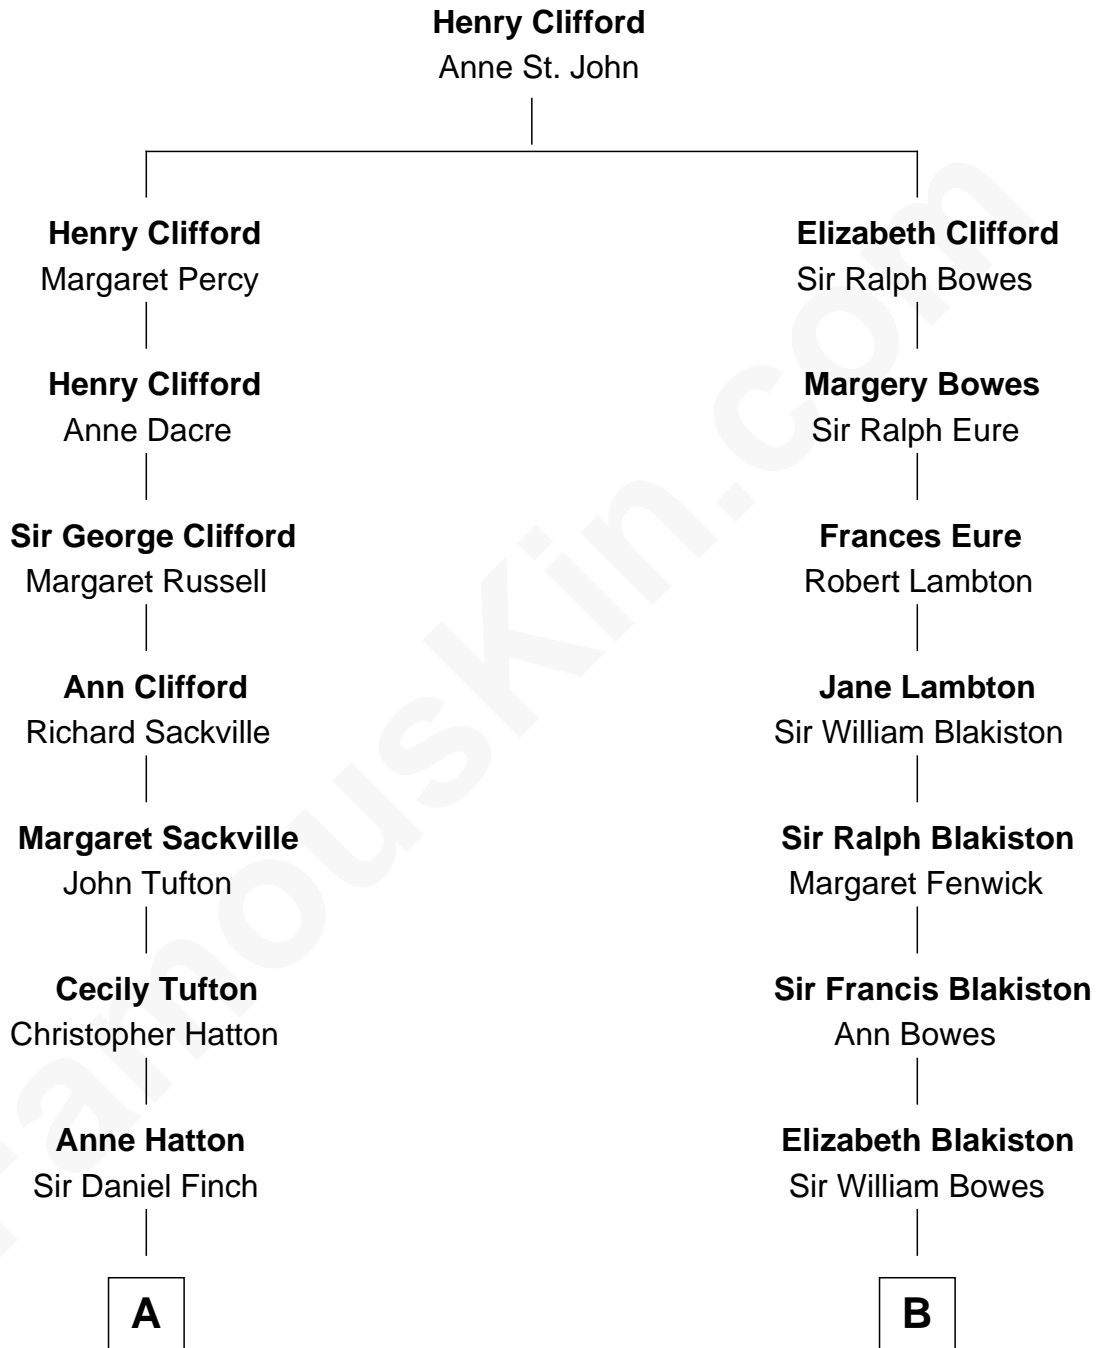 Henry Clifford
Anne St. John
Henry Clifford
Margaret Percy
Elizabeth Clifford
Sir Ralph Bowes
Henry Clifford
Anne Dacre
Margery Bowes
Sir Ralph Eure
Sir George Clifford
Margaret Russell
Frances Eure
Robert Lambton
Ann Clifford
Richard Sackville
Jane Lambton
Sir William Blakiston
Margaret Sackville
John Tufton
Sir Ralph Blakiston
Margaret Fenwick
Cecily Tufton
Christopher Hatton
Sir Francis Blakiston
Ann Bowes
Anne Hatton
Sir Daniel Finch
Elizabeth Blakiston
Sir William Bowes
A
B
FamousKin.com